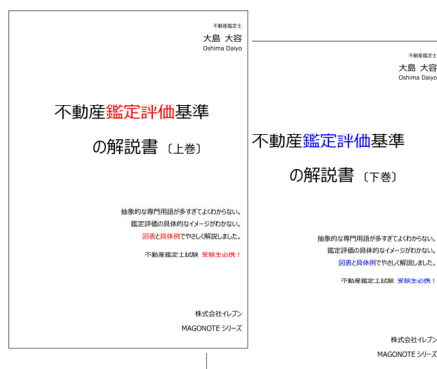 不動産鑑定士
大島 大容
Oshima Daiyo
不動産鑑定評価基準
の解説書〔上巻〕
抽象的な専門用語が多すぎてよくわからない。
鑑定評価の具体的なイメージがわかない。
図表と具体例でやさしく解説しました。
不動産鑑定士試験 受験生必携！
株式会社イレブン
MAGONOTE シリーズ
不動産鑑定士
大島 大容
Oshima Daiyo
不動産鑑定評価基準
の解説書〔下巻〕
抽象的な専門用語が多すぎてよくわからない。
鑑定評価の具体的なイメージがわかない。
図表と具体例でやさしく解説しました。
不動産鑑定士試験 受験生必携！
株式会社イレブン
MAGONOTE シリーズ